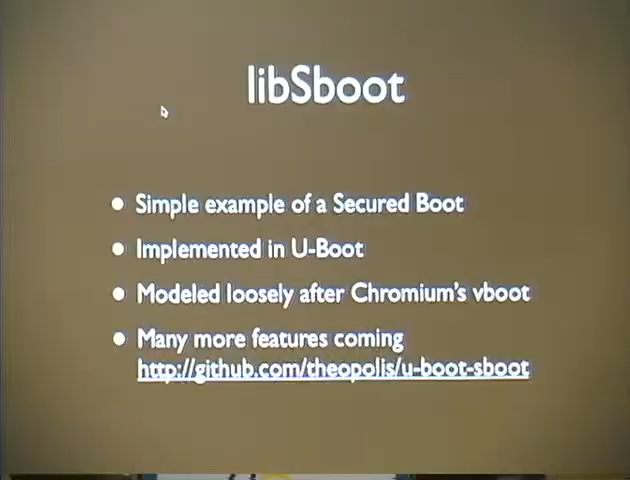 libSboot
• Simple example of a Secured Boot
• Implemented in U-Boot
• Modeled loosely after Chromium's vboot
• Many more features coming
http://github.com/theopolis/u-boot-sboot